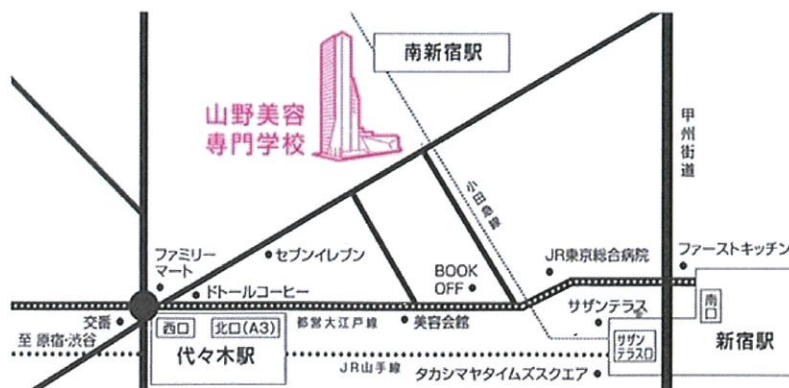 南新宿駅
山野美容
専門学校
甲州街道
小田急線
ファミリー
マート
セブンイレブン
BOOK
OFF
JR東京総合病院
ファーストキッチン
ドトールコーヒー
交番
西口
北口(A3)
都営大江戸線
美容会館
サザンテラス
南口
新宿駅
至 原宿・渋谷
代々木駅
JR山手線
サザン
テラス口
タカシマヤタイムズスクエア